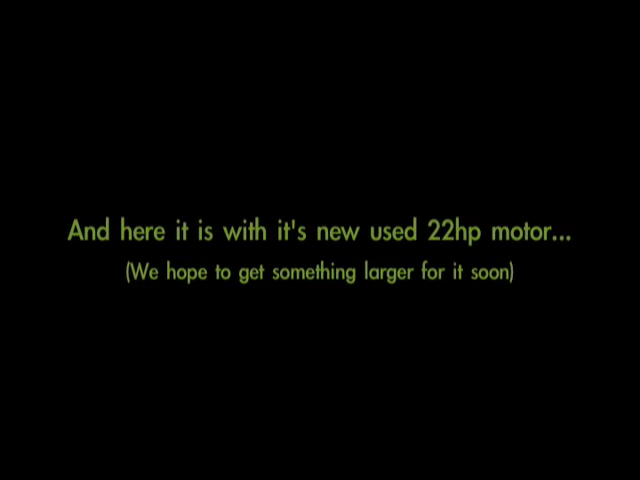 And here it is with it's new used 22hp motor...
(We hope to get something larger for it soon)